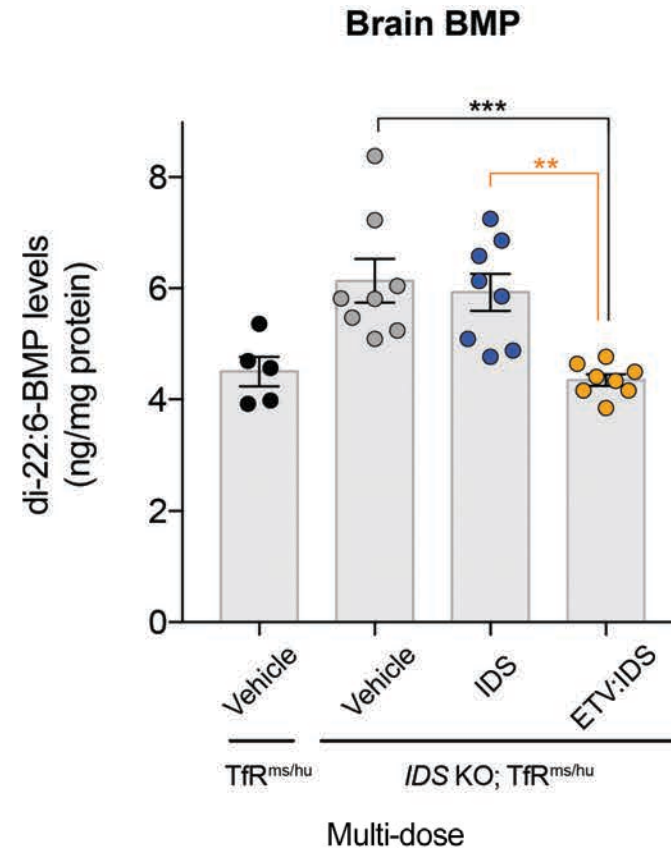 Brain BMP
***
**
di-22:6-BMP levels
(ng/mg protein)
8
6
4
2
0
Vehicle
Vehicle
IDS
ETV:IDS
TfR^ms/hu
IDS KO; TfR^ms/hu
Multi-dose